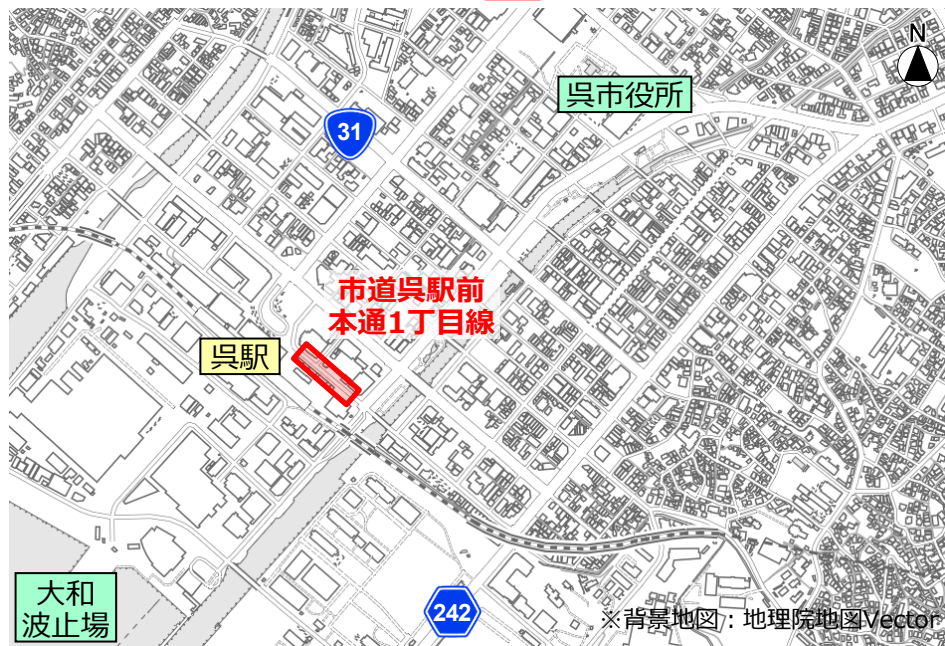 N
呉市役所
31
市道呉駅前
本通1丁目線
呉駅
大和
波止場
242
※背景地図：地理院地図Vector